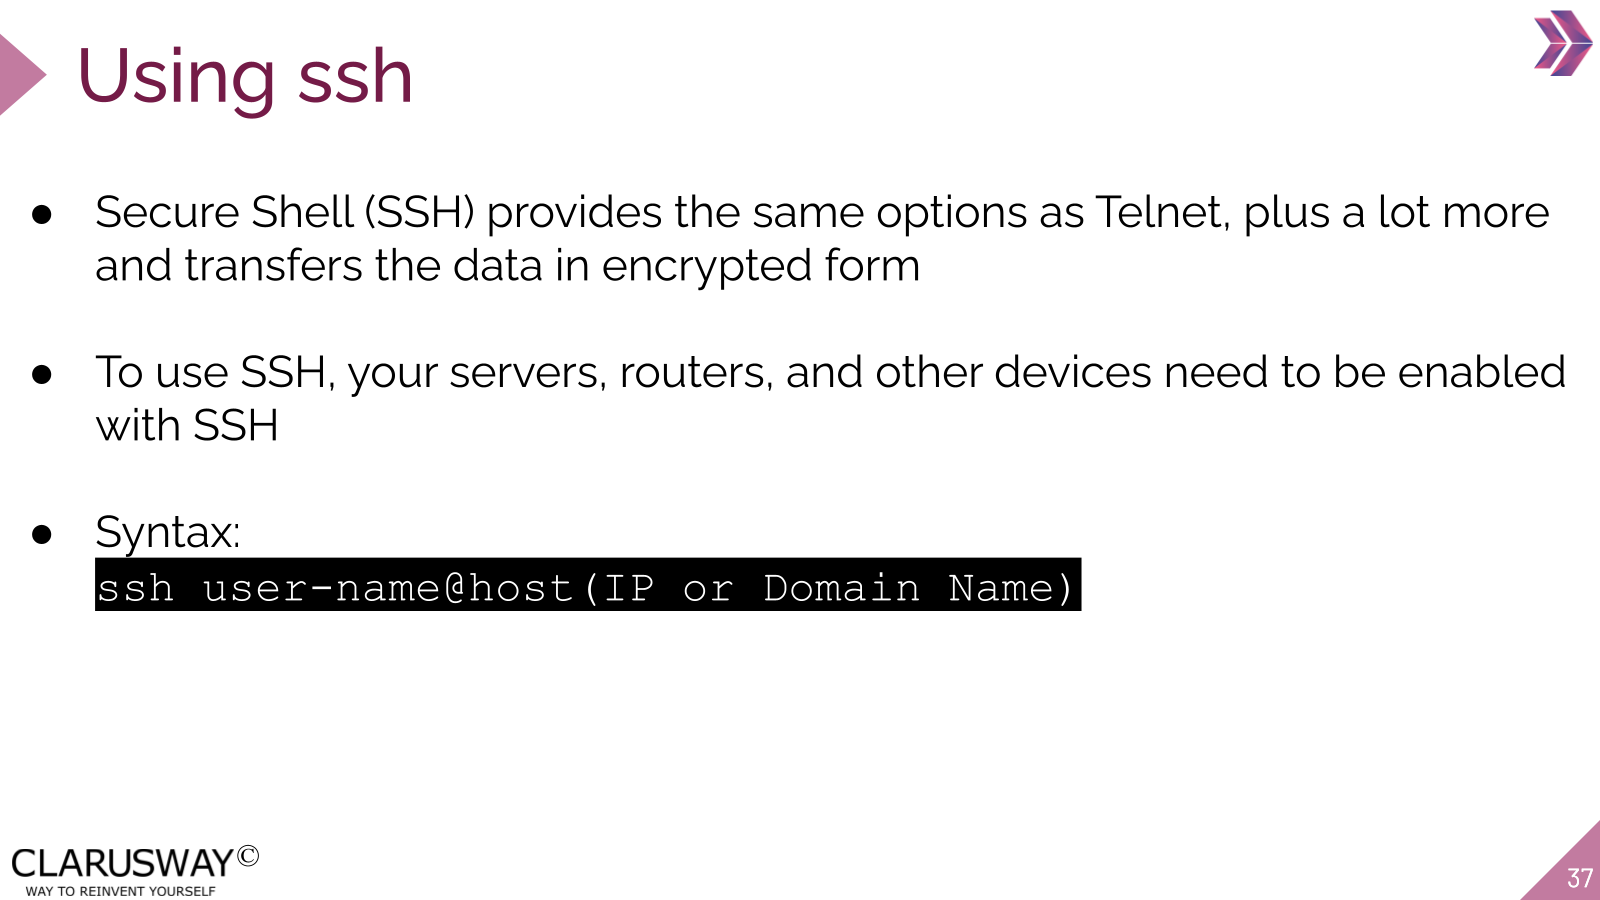 Using ssh
● Secure Shell (SSH) provides the same options as Telnet, plus a lot more
and transfers the data in encrypted form
● To use SSH, your servers, routers, and other devices need to be enabled
with SSH
● Syntax:
ssh user-name@host(IP or Domain Name)
CLARUSWAY©
WAY TO REINVENT YOURSELF
37